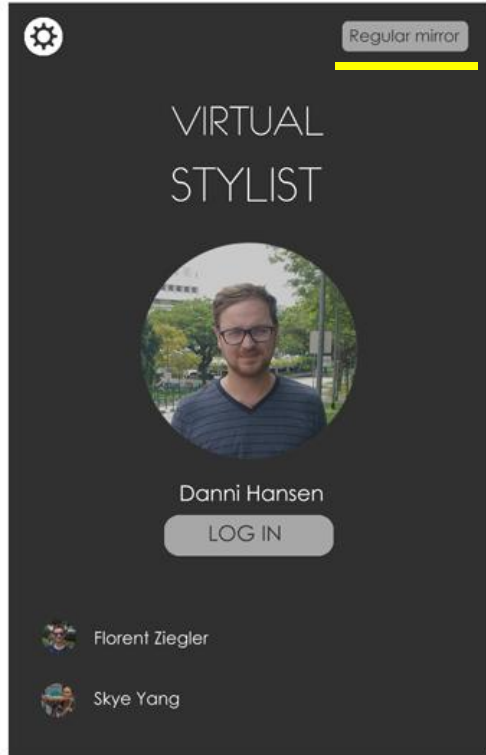 Regular mirror
VIRTUAL
STYLIST
Danni Hansen
LOG IN
Florent Ziegler
Skye Yang